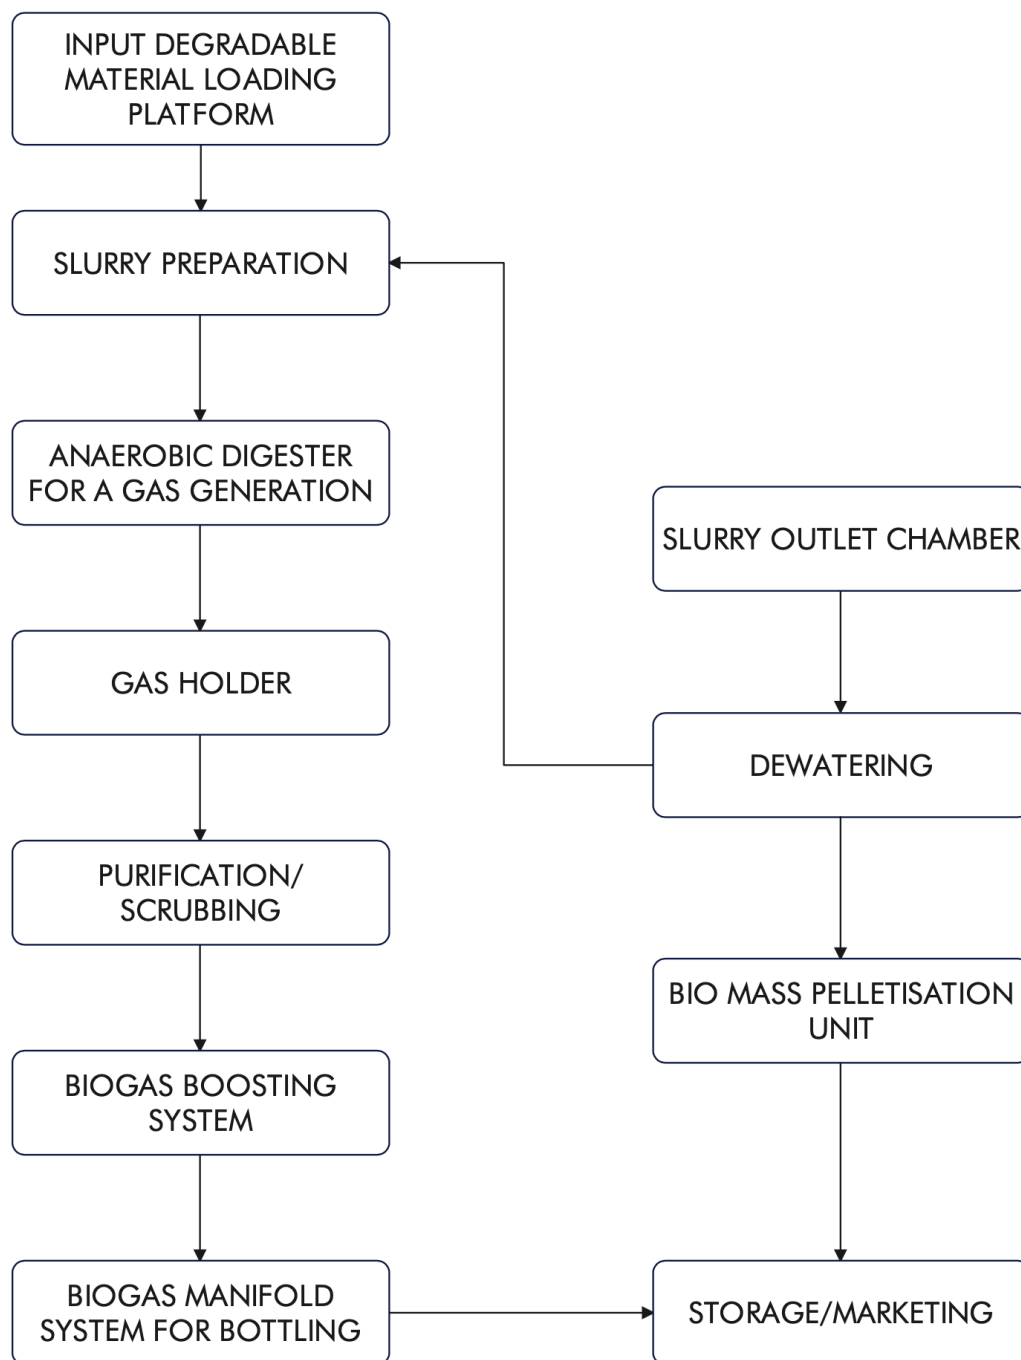 INPUT DEGRADABLE
MATERIAL LOADING
PLATFORM
SLURRY PREPARATION
ANAEROBIC DIGESTER
FOR A GAS GENERATION
GAS HOLDER
PURIFICATION/
SCRUBBING
BIOGAS BOOSTING
SYSTEM
BIOGAS MANIFOLD
SYSTEM FOR BOTTLING
SLURRY OUTLET CHAMBER
DEWATERING
BIO MASS PELLETISATION
UNIT
STORAGE/MARKETING